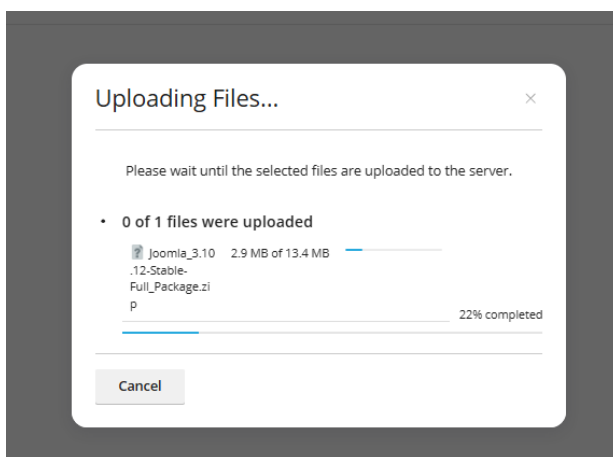 Uploading Files...
Please wait until the selected files are uploaded to the server.
0 of 1 files were uploaded
Joomla_3.10 2.9 MB of 13.4 MB
.12-Stable-
Full_Package.zi
p
22% completed
Cancel